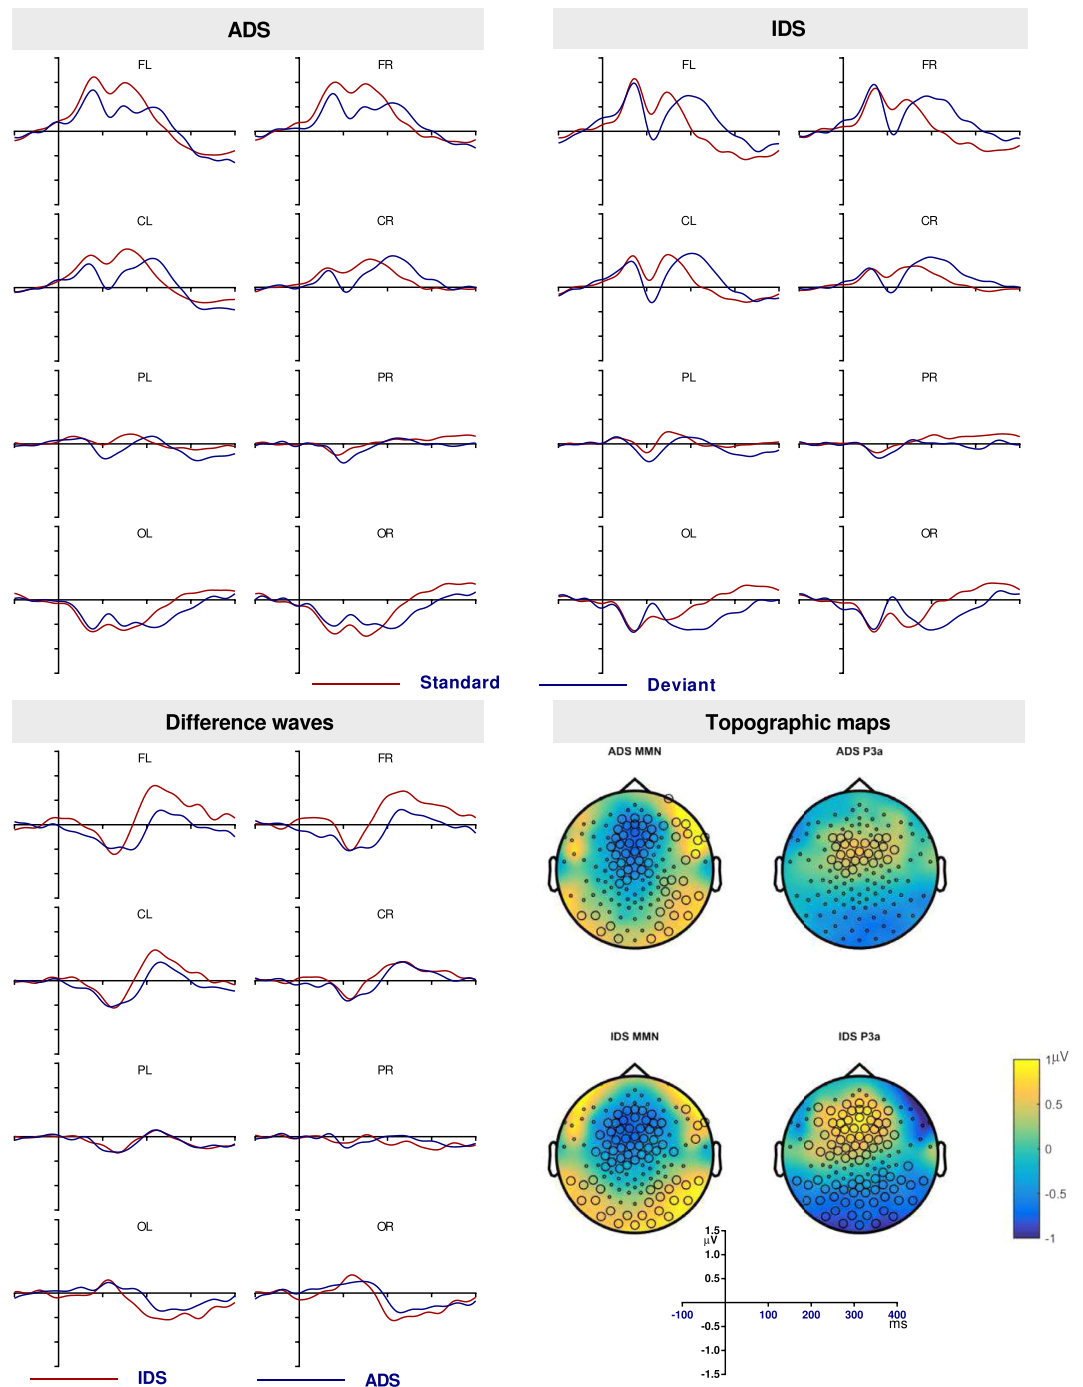 ADS
IDS
FL
FR
FL
FR
CL
CR
CL
CR
PL
PR
PL
PR
OL
OR
OL
OR
Standard
Deviant
Difference waves
Topographic maps
FL
FR
ADS MMN
ADS P3a
CL
CR
IDS MMN
IDS P3a
1μV
0.5
0
-0.5
-1
PL
PR
OL
OR
1.5
μV
1.0
0.5
-100
100
200
300
400
ms
-0.5
-1.0
-1.5
IDS
ADS